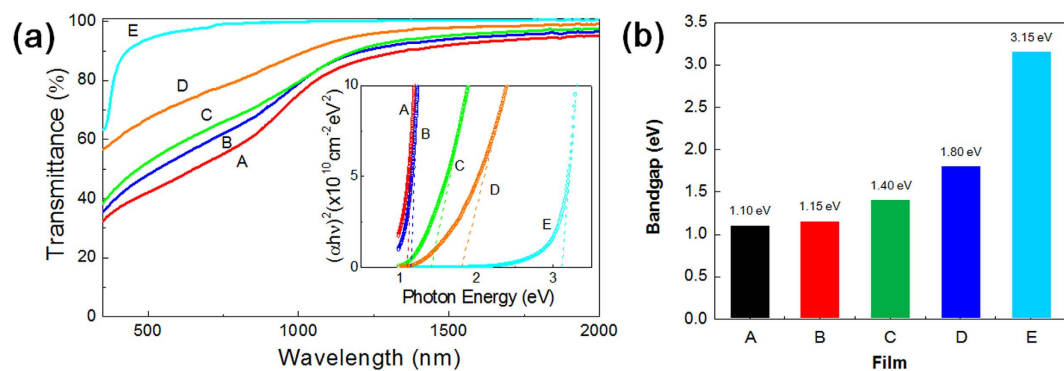 (a)
Transmittance (%)
100
80
60
40
20
0
500
1000
1500
2000
Wavelength (nm)
E
D
C
B
A
(αhν)²(x10¹⁰cm⁻²eV²)
10
5
0
1
2
3
Photon Energy (eV)
A
B
C
D
E
(b)
Bandgap (eV)
3.5
3.0
2.5
2.0
1.5
1.0
0.5
0.0
1.10 eV
1.15 eV
1.40 eV
1.80 eV
3.15 eV
A B C D E
Film